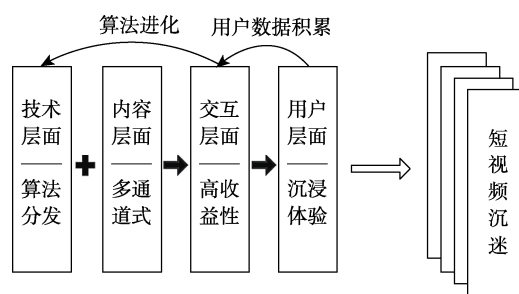 算法进化
用户数据积累
技术
层面
算法
分发
内容
层面
多通
道式
交互
层面
高收
益性
用户
层面
沉浸
体验
短
视
频
沉
迷